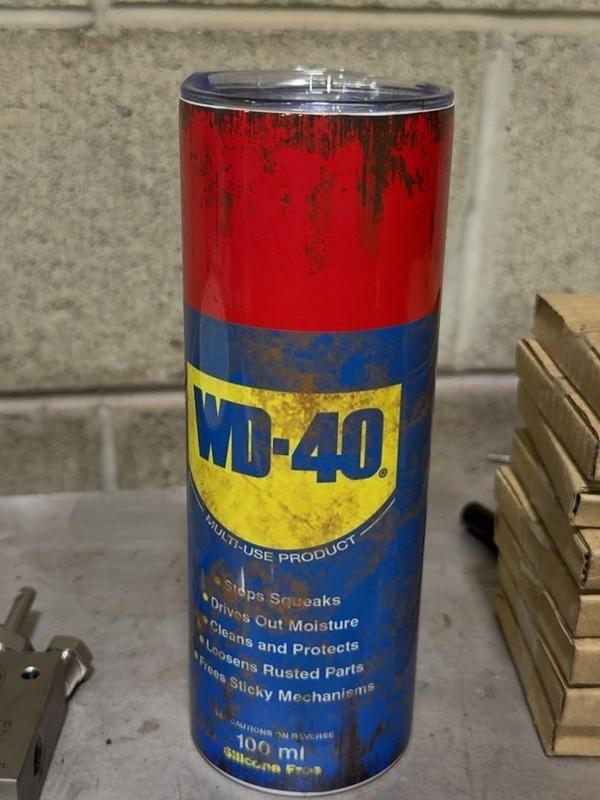 WD-40®
MULTI-USE PRODUCT
Stops Squeaks
Drives Out Moisture
Cleans and Protects
Loosens Rusted Parts
Frees Sticky Mechanisms
CAUTIONS ON REVERSE
100 ml
Silicone Free